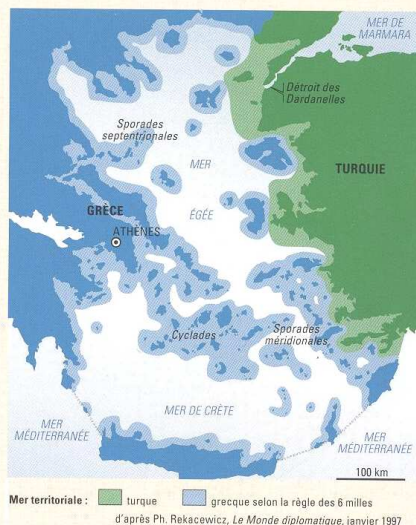 MER DE
MARMARA
Détroit des
Dardanelles
Sporades
septentrionales
MER
TURQUIE
GRÈCE
ÉGÉE
ATHÈNES
Cyclades
Sporades
méridionales
MER DE CRÈTE
MER
MÉDITERRANÉE
MER
MÉDITERRANÉE
100 km
Mer territoriale : turque grecque selon la règle des 6 milles
d'après Ph. Rekacewicz, Le Monde diplomatique, janvier 1997